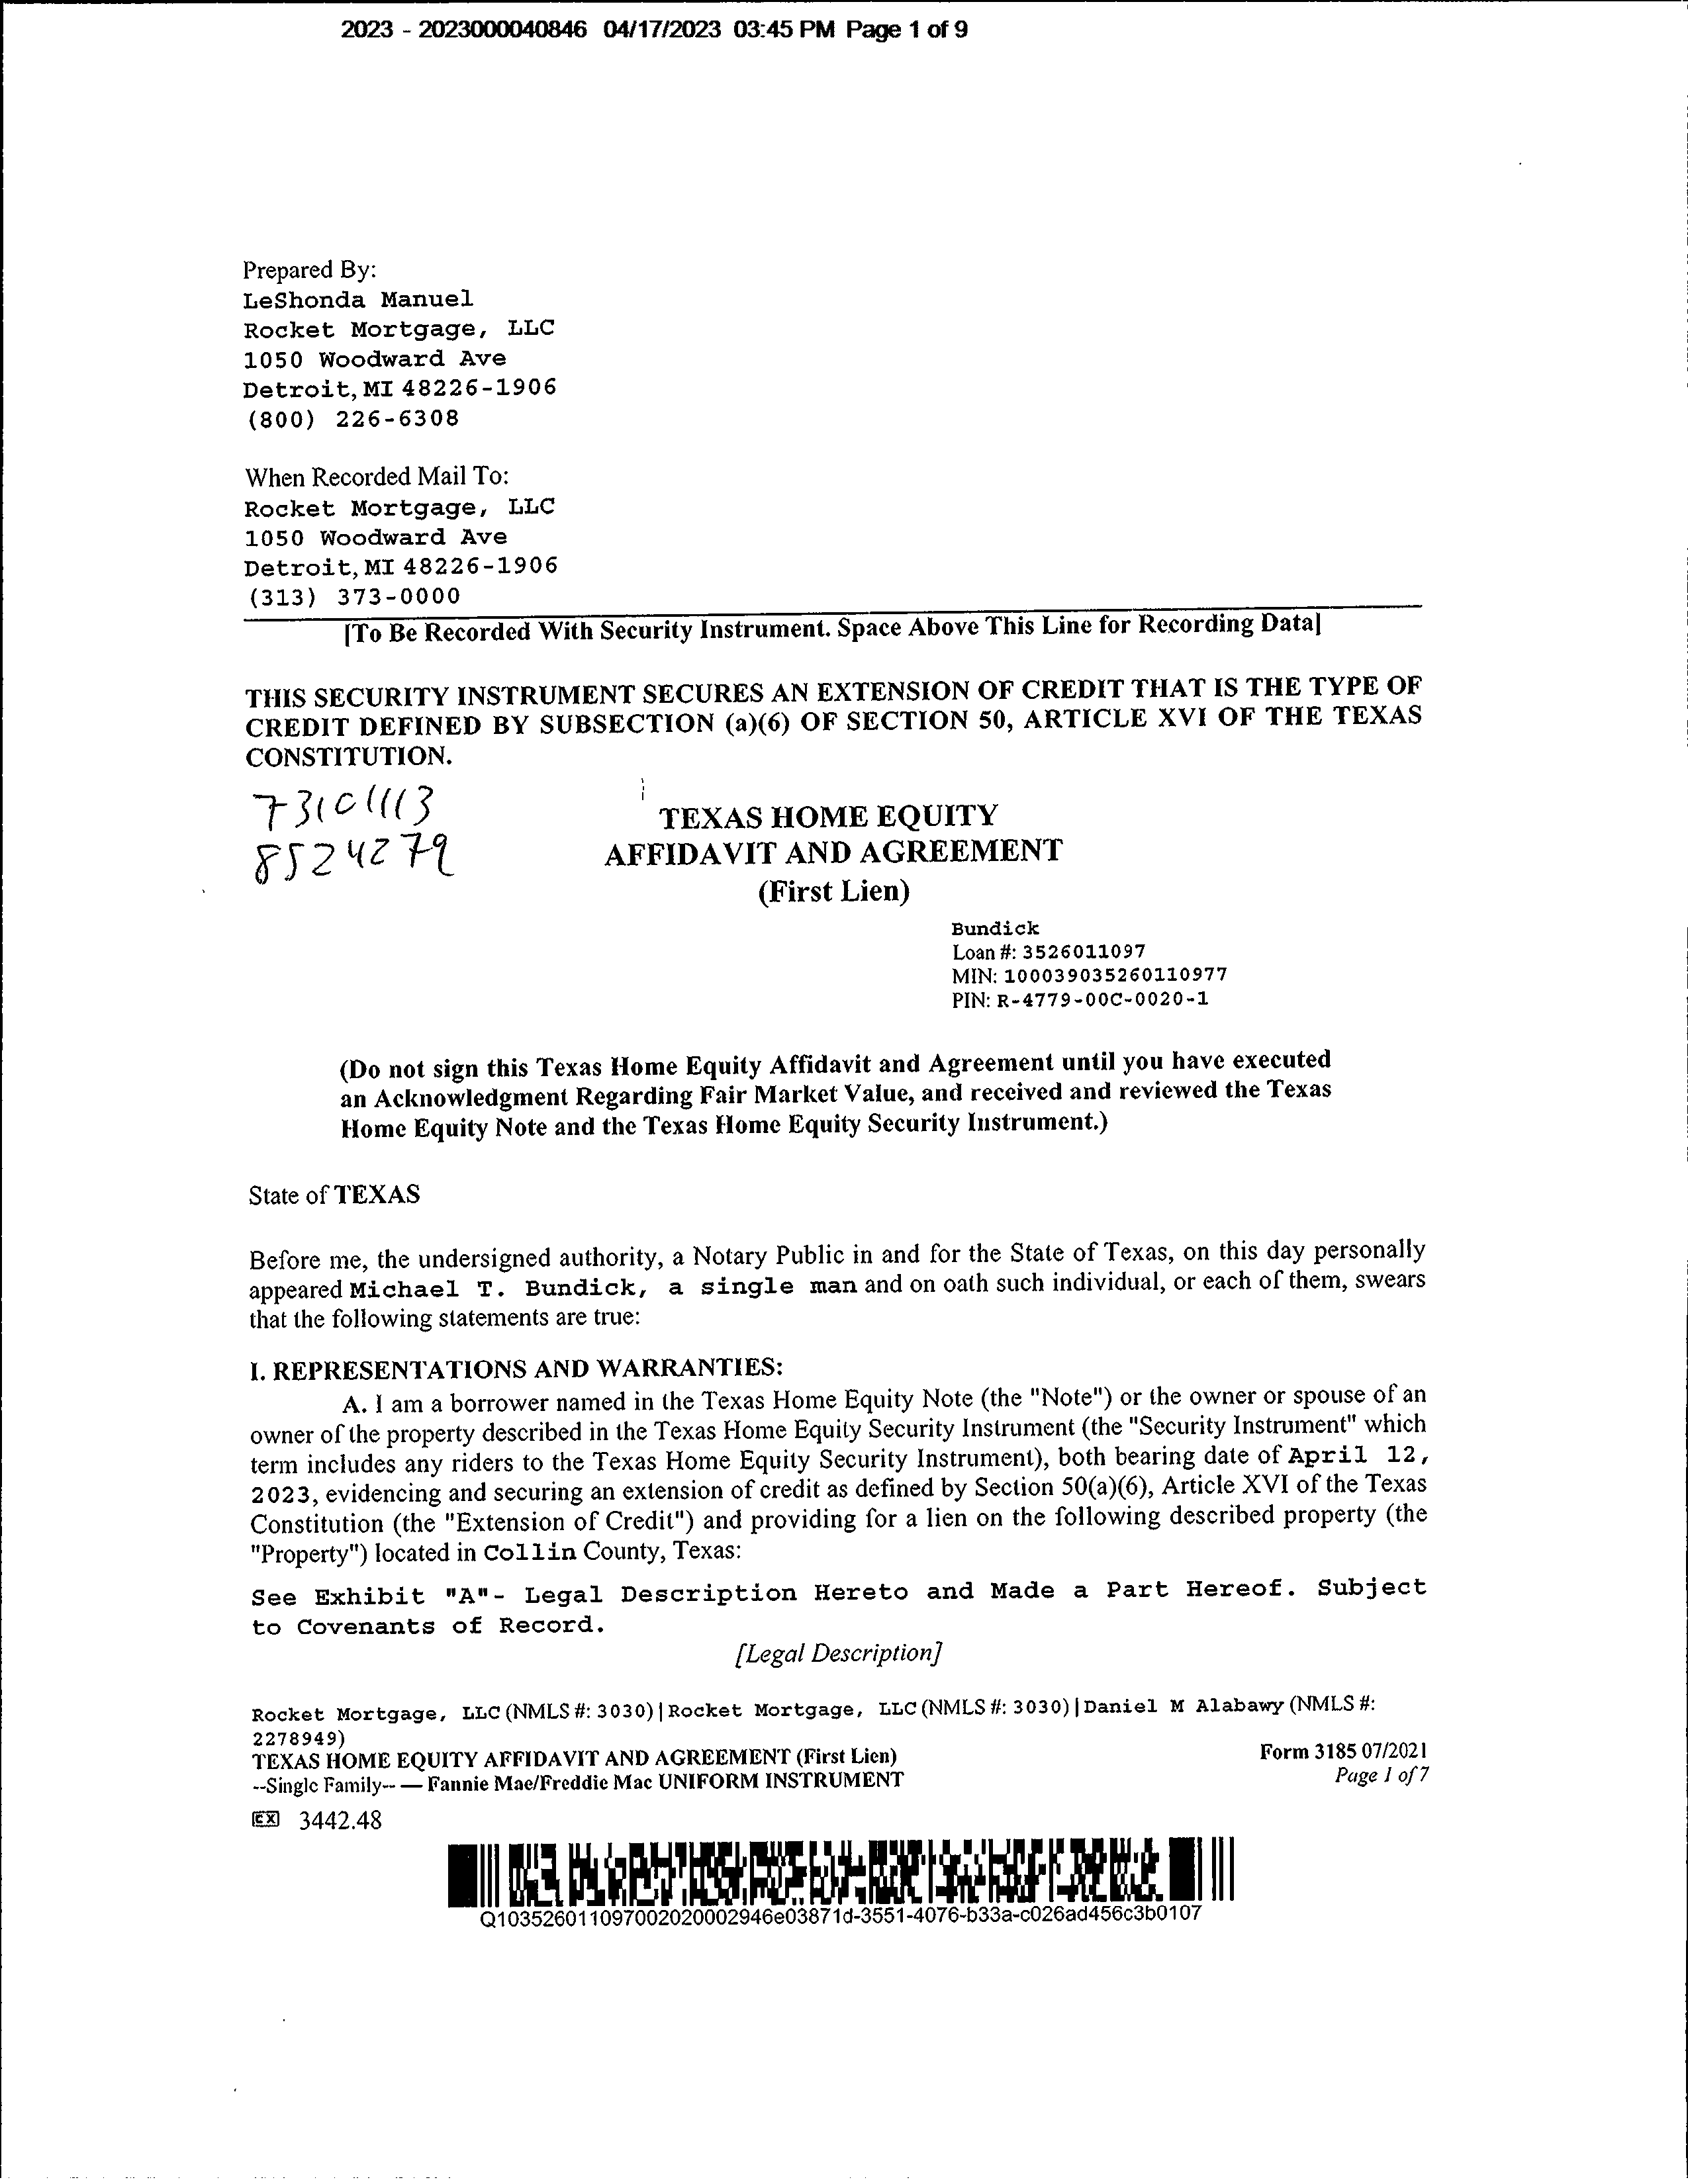 2023 - 2023000040846 04/17/2023 03:45 PM Page 1 of 9
Prepared By:
LeShonda Manuel
Rocket Mortgage, LLC
1050 Woodward Ave
Detroit, MI 48226-1906
(800) 226-6308
When Recorded Mail To:
Rocket Mortgage, LLC
1050 Woodward Ave
Detroit, MI 48226-1906
(313) 373-0000
[To Be Recorded With Security Instrument. Space Above This Line for Recording Data]
THIS SECURITY INSTRUMENT SECURES AN EXTENSION OF CREDIT THAT IS THE TYPE OF
CREDIT DEFINED BY SUBSECTION (a)(6) OF SECTION 50, ARTICLE XVI OF THE TEXAS
CONSTITUTION.
73101113
8524279
TEXAS HOME EQUITY
AFFIDAVIT AND AGREEMENT
(First Lien)
Bundick
Loan #: 3526011097
MIN: 100039035260110977
PIN: R-4779-00C-0020-1
(Do not sign this Texas Home Equity Affidavit and Agreement until you have executed
an Acknowledgment Regarding Fair Market Value, and received and reviewed the Texas
Home Equity Note and the Texas Home Equity Security Instrument.)
State of TEXAS
Before me, the undersigned authority, a Notary Public in and for the State of Texas, on this day personally
appeared Michael T. Bundick, a single man and on oath such individual, or each of them, swears
that the following statements are true:
I. REPRESENTATIONS AND WARRANTIES:
A. I am a borrower named in the Texas Home Equity Note (the "Note") or the owner or spouse of an
owner of the property described in the Texas Home Equity Security Instrument (the "Security Instrument" which
term includes any riders to the Texas Home Equity Security Instrument), both bearing date of April 12,
2023, evidencing and securing an extension of credit as defined by Section 50(a)(6), Article XVI of the Texas
Constitution (the "Extension of Credit") and providing for a lien on the following described property (the
"Property") located in Collin County, Texas:
See Exhibit "A"- Legal Description Hereto and Made a Part Hereof. Subject
to Covenants of Record.
[Legal Description]
Rocket Mortgage, LLC (NMLS #: 3030)|Rocket Mortgage, LLC (NMLS #: 3030)|Daniel M Alabawy (NMLS #:
2278949)
TEXAS HOME EQUITY AFFIDAVIT AND AGREEMENT (First Lien) Form 3185 07/2021
--Single Family-- — Fannie Mae/Freddie Mac UNIFORM INSTRUMENT Page 1 of 7
EX 3442.48
Q103526011097002020002946e03871d-3551-4076-b33a-c026ad456c3b0107